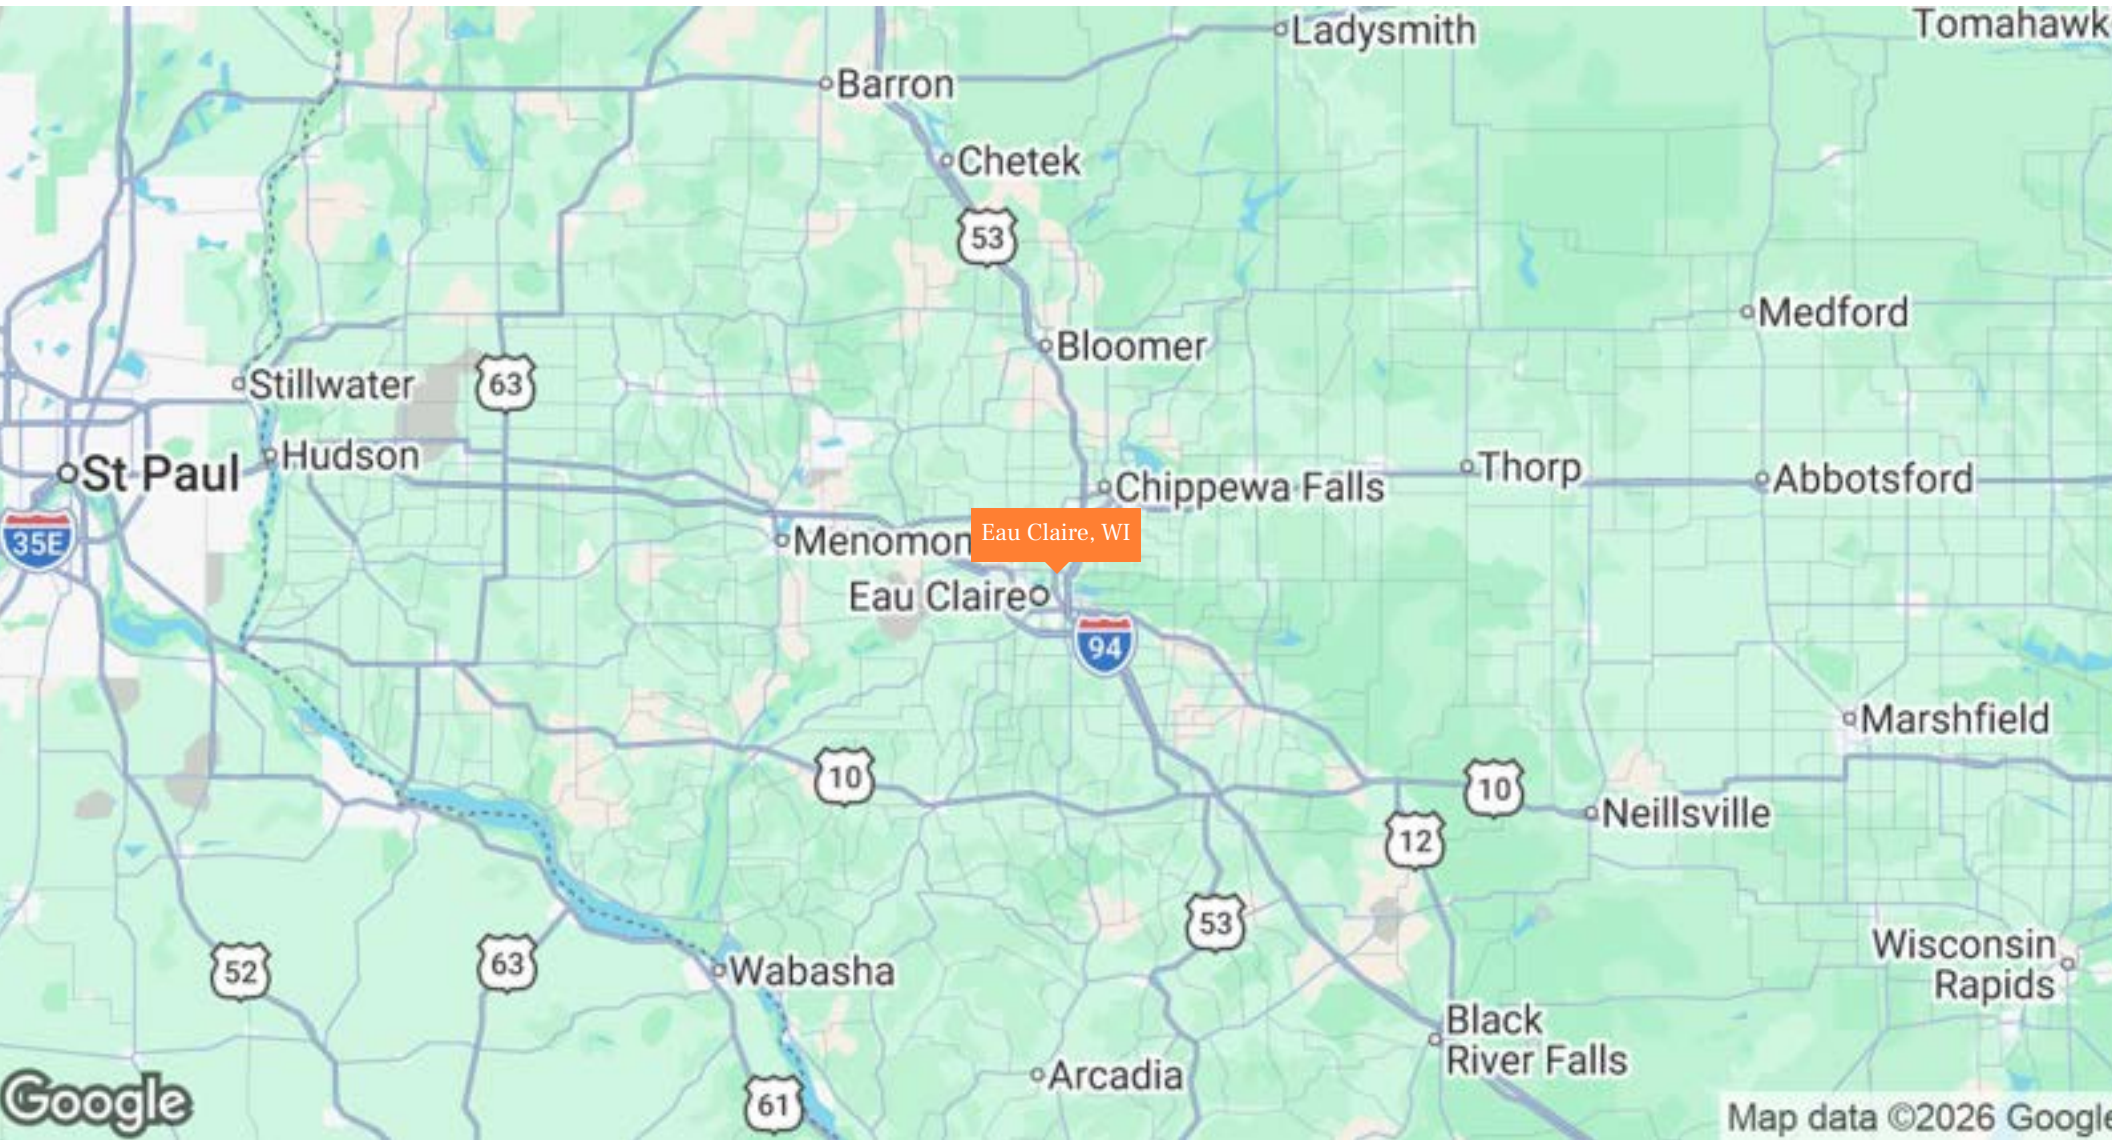 Ladysmith
Tomahawk
Barron
Chetek
53
Medford
Bloomer
Stillwater
63
Hudson
St Paul
Thorp
Abbotsford
Chippewa Falls
35E
Menomon
Eau Claire, WI
Eau Claire
94
Marshfield
10
10
Neillsville
12
53
Wisconsin
Rapids
52
63
Wabasha
Black
River Falls
Arcadia
61
Google
Map data ©2026 Google